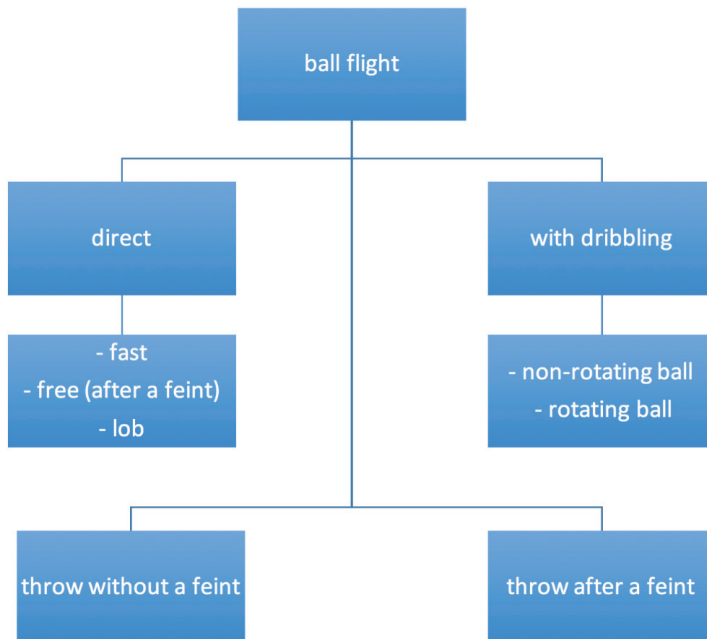 ball flight
direct
with dribbling
- fast
- free (after a feint)
- lob
- non-rotating ball
- rotating ball
throw without a feint
throw after a feint